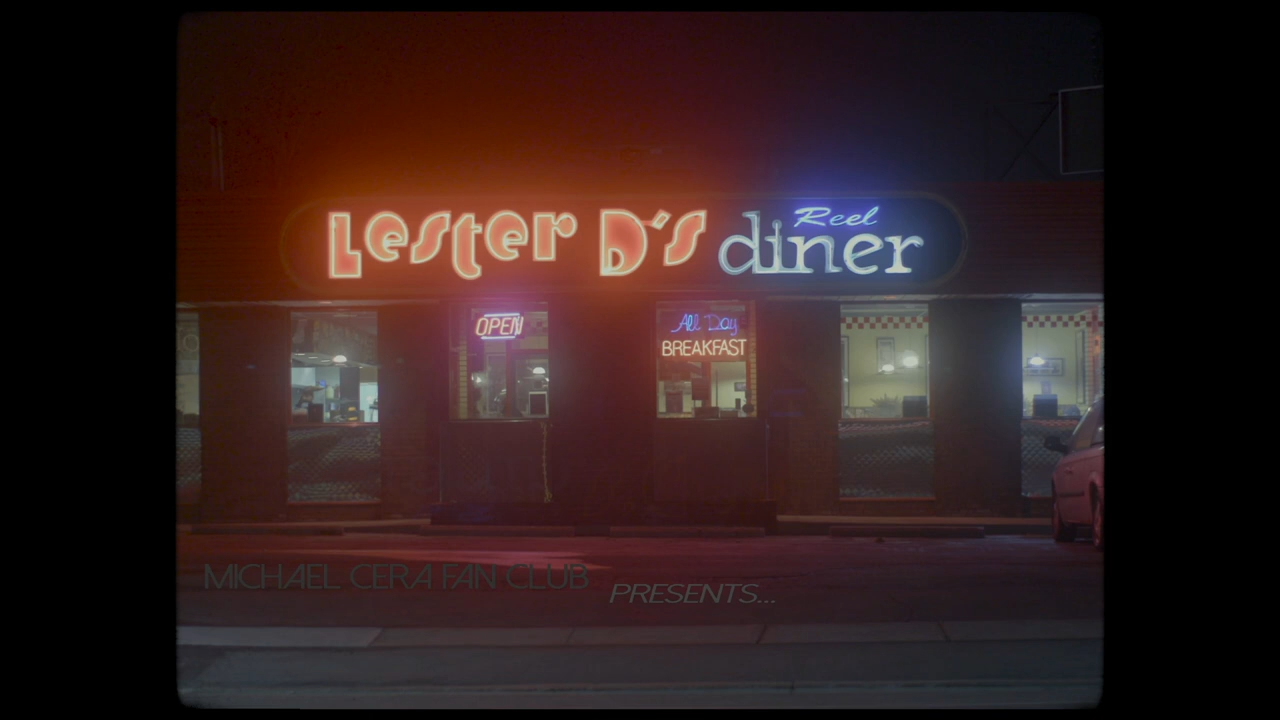 Lester D's Reel diner
OPEN
All Day
BREAKFAST
MICHAEL CERA FAN CLUB
PRESENTS...